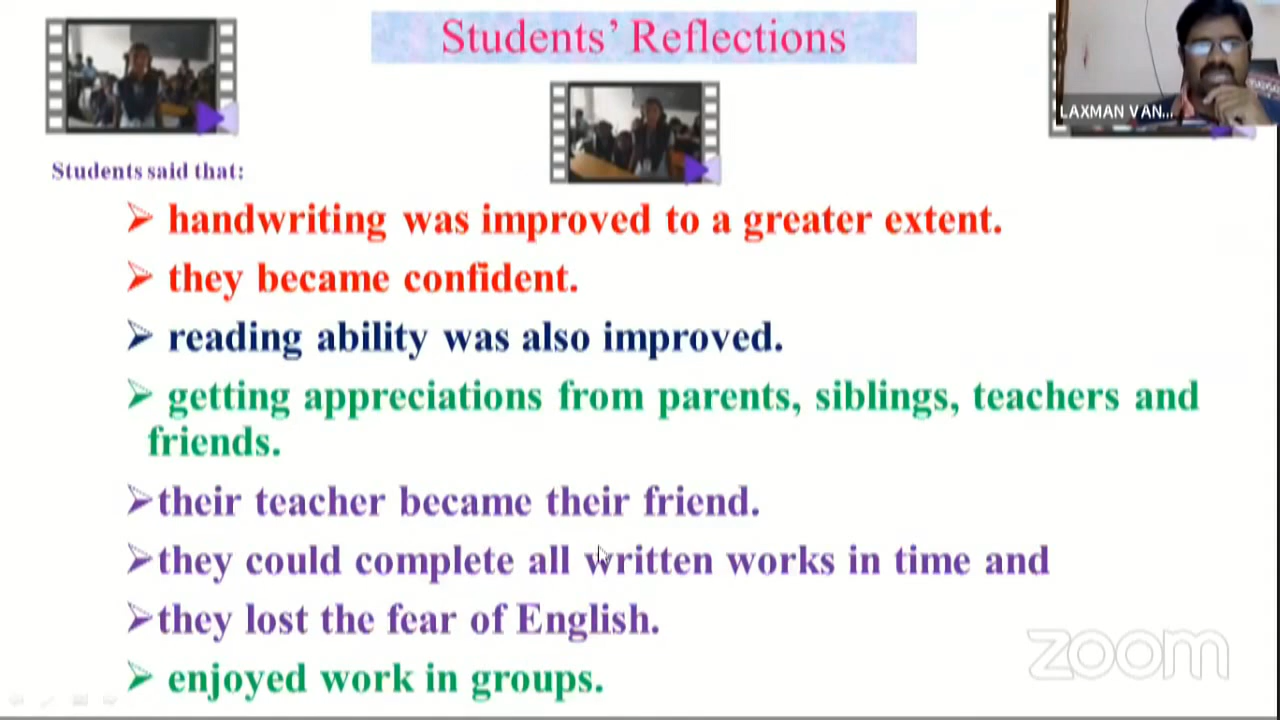 Students' Reflections
LAXMAN VAN...
Students said that:
➢ handwriting was improved to a greater extent.
➢ they became confident.
➢ reading ability was also improved.
➢ getting appreciations from parents, siblings, teachers and
friends.
➢their teacher became their friend.
➢they could complete all written works in time and
➢they lost the fear of English.
➢ enjoyed work in groups.
zoom